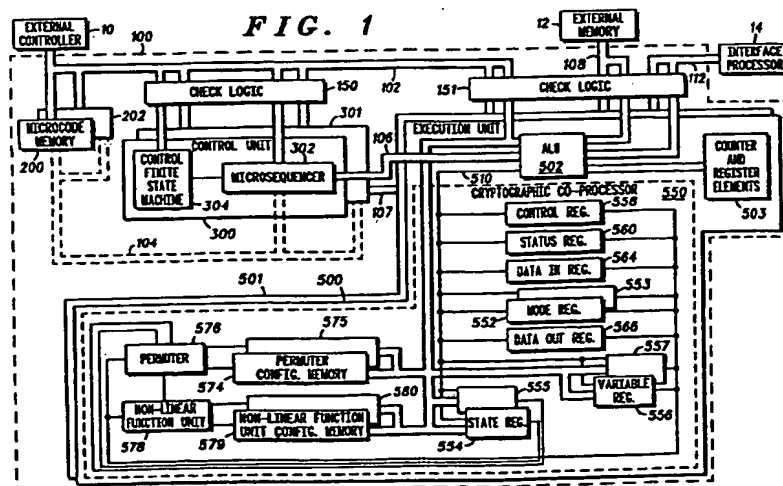 FIG. 1
EXTERNAL CONTROLLER
10
100
12
EXTERNAL MEMORY
14
INTERFACE PROCESSOR
108
102
112
CHECK LOGIC
150
151
CHECK LOGIC
202
MICROCODE MEMORY
200
301
CONTROL UNIT
302
MICROSEQUENCER
CONTROL FINITE STATE MACHINE
304
300
106
107
104
EXECUTION UNIT
ALU
502
510
COUNTER AND REGISTER ELEMENTS
503
CRYPTOGRAPHIC CO-PROCESSOR
550
CONTROL REG.
558
STATUS REG.
560
DATA IN REG.
564
553
MODE REG.
552
DATA OUT REG.
566
501
500
576
575
PERMUTER
PERMUTER CONFIG. MEMORY
574
580
NON-LINEAR FUNCTION UNIT
578
NON-LINEAR FUNCTION UNIT CONFIG. MEMORY
579
555
STATE REG.
554
557
VARIABLE REG.
556